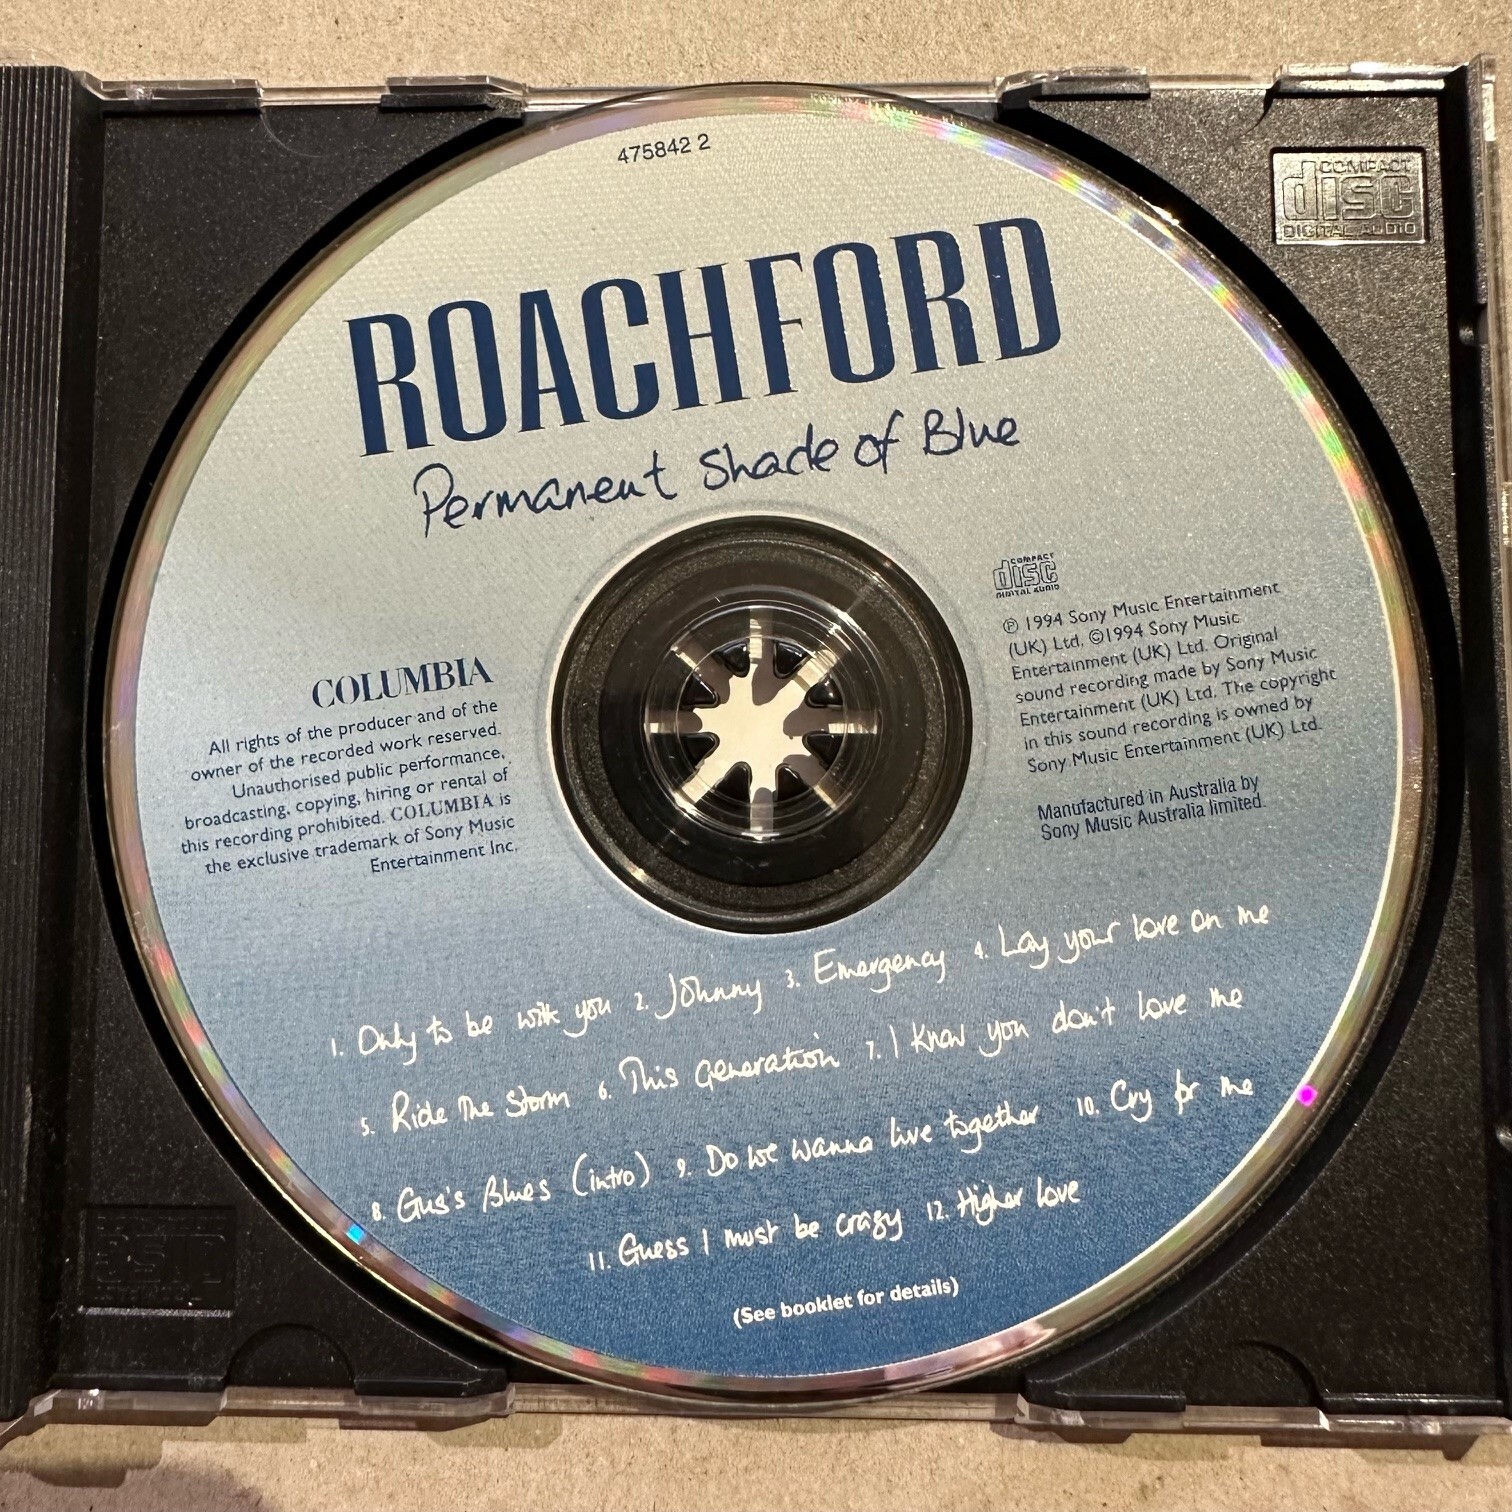 475842 2
COMPACT
disc
DIGITAL AUDIO
ROACHFORD
Permanent Shade of Blue
COMPACT
disc
DIGITAL AUDIO
℗ 1994 Sony Music Entertainment
(UK) Ltd. ©1994 Sony Music
Entertainment (UK) Ltd. Original
sound recording made by Sony Music
Entertainment (UK) Ltd. The copyright
in this sound recording is owned by
Sony Music Entertainment (UK) Ltd.
Manufactured in Australia by
Sony Music Australia limited.
COLUMBIA
All rights of the producer and of the
owner of the recorded work reserved.
Unauthorised public performance,
broadcasting, copying, hiring or rental of
this recording prohibited. COLUMBIA is
the exclusive trademark of Sony Music
Entertainment Inc.
1. Only to be with you 2. Johnny 3. Emergency 4. Lay your love on me
5. Ride The Storm 6. This Generation 7. I Know you don't love me
8. Gus's Blues (intro) 9. Do we wanna live together 10. Cry for me
11. Guess I must be crazy 12. Higher love
(See booklet for details)